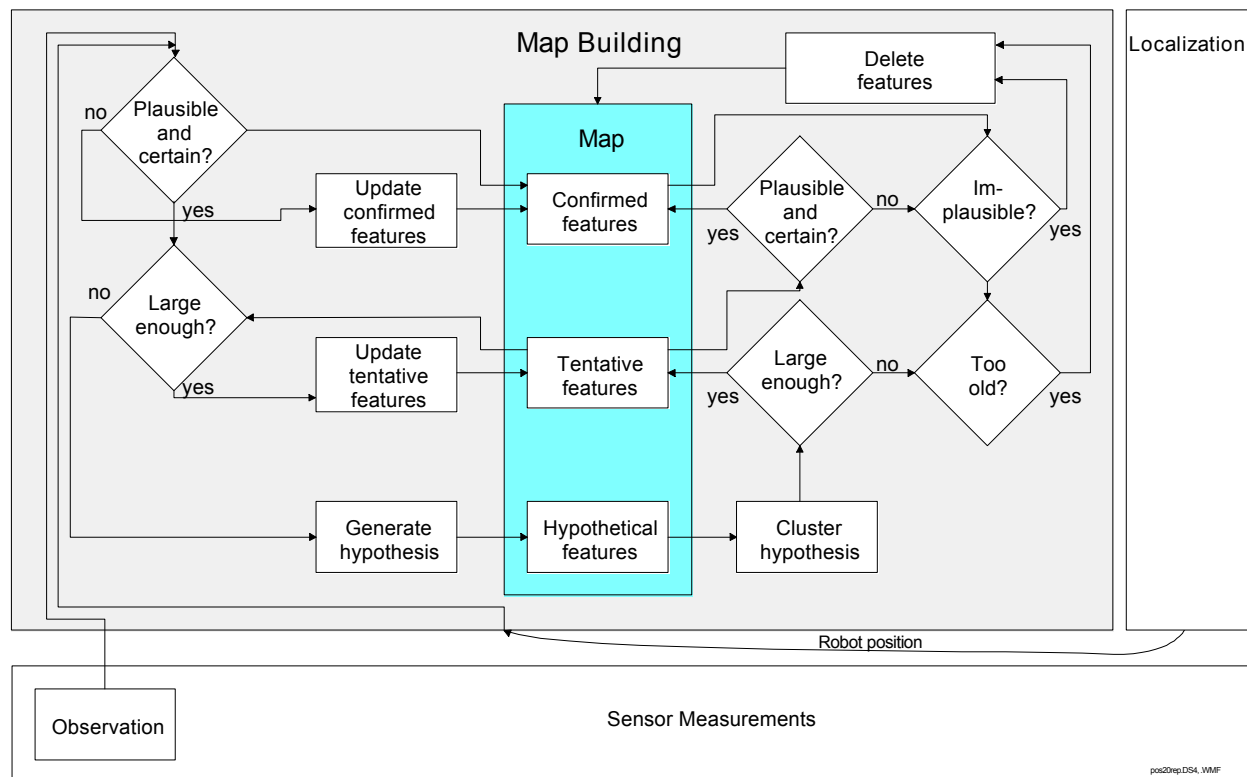 Map Building
Localization
Delete
features
no
Plausible
and
certain?
yes
Map
Update
confirmed
features
Confirmed
features
Plausible
and
certain?
yes
no
Im-
plausible?
yes
no
Large
enough?
yes
Update
tentative
features
Tentative
features
Large
enough?
yes
no
Too
old?
yes
Generate
hypothesis
Hypothetical
features
Cluster
hypothesis
Robot position
Observation
Sensor Measurements
pos20rep.DS4, .WMF